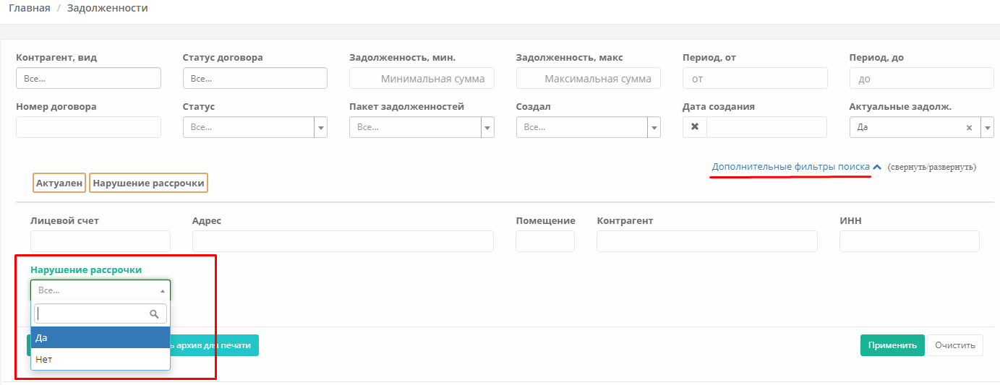 Главная / Задолженности
Контрагент, вид Статус договора Задолженность, мин. Задолженность, макс Период, от Период, до
Все... Все... Минимальная сумма Максимальная сумма от до
Номер договора Статус Пакет задолженностей Создал Дата создания Актуальные задолж.
Все... Все... Все... Да ×
Дополнительные фильтры поиска (свернуть/развернуть)
Актуален Нарушение рассрочки
Лицевой счет Адрес Помещение Контрагент ИНН
Нарушение рассрочки
Все...
Да
архив для печати Применить Очистить
Нет